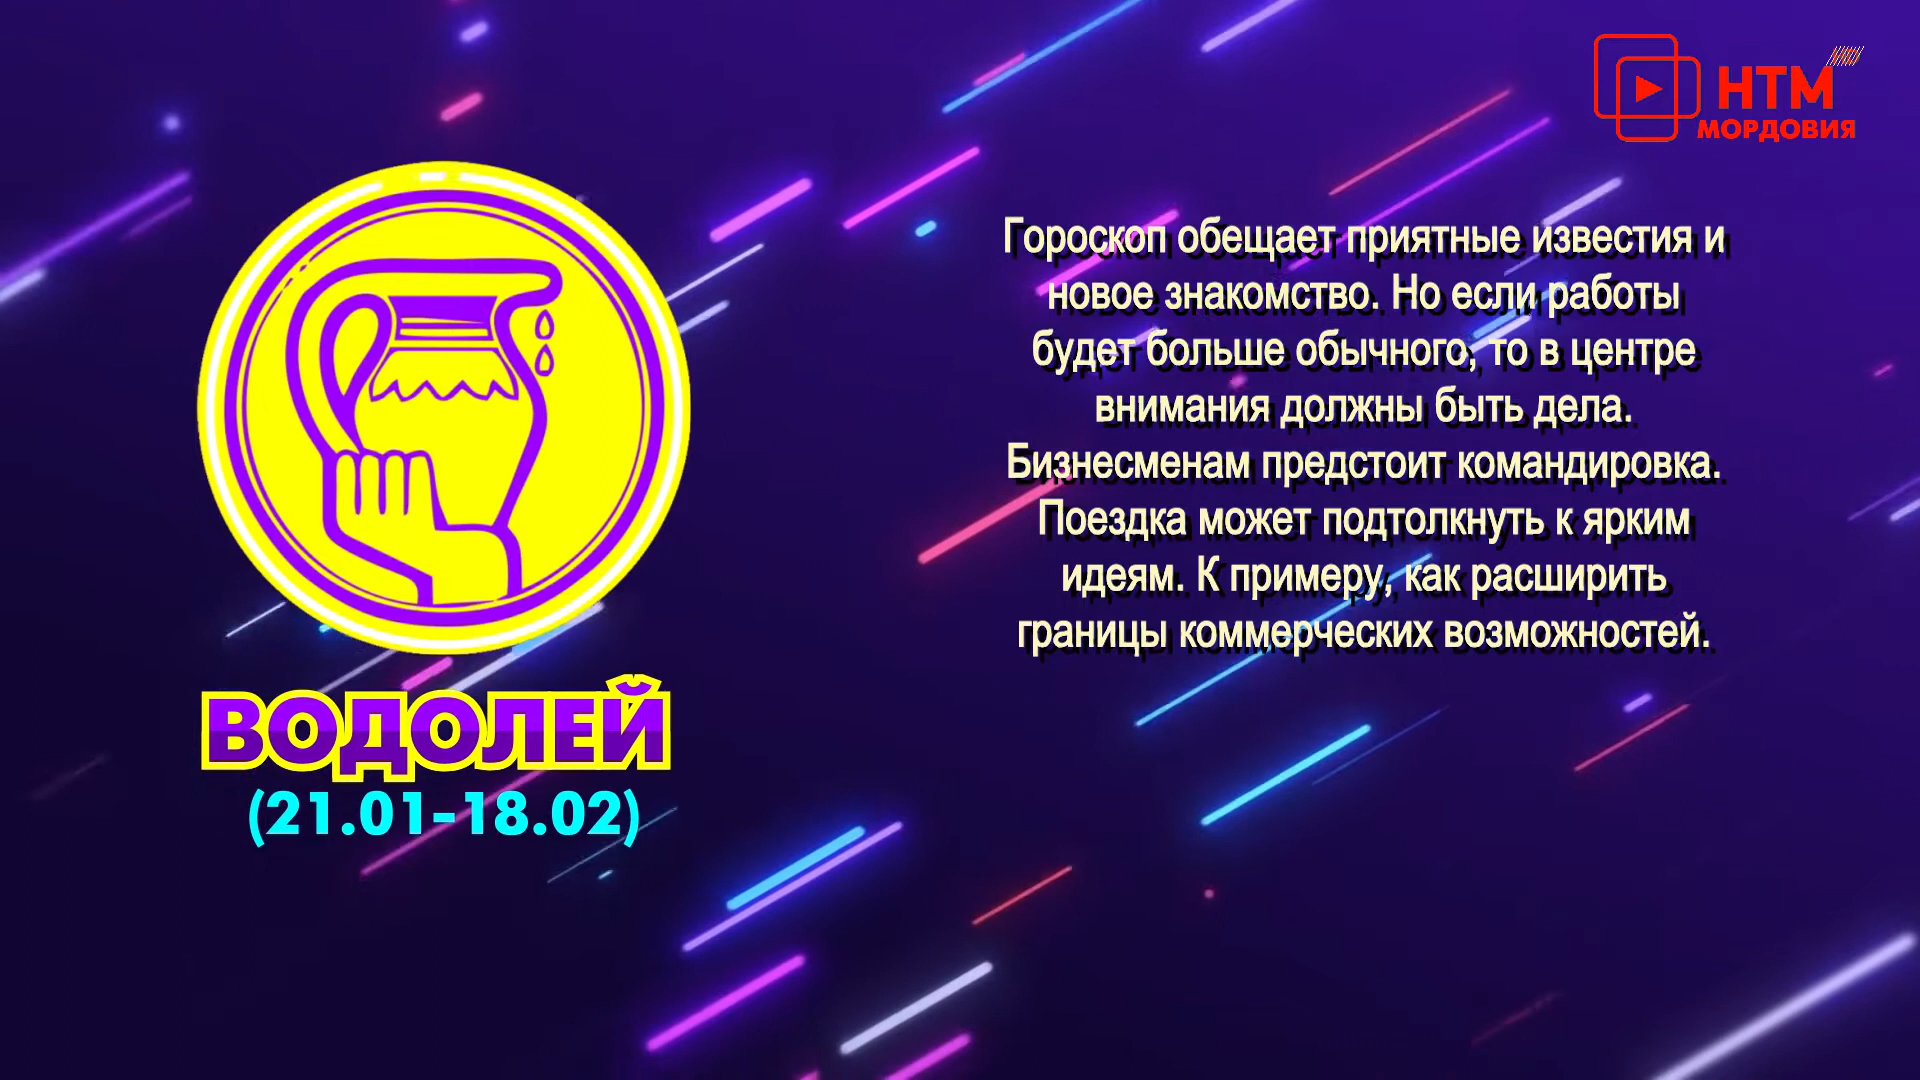 НТМ
МОРДОВИЯ
Гороскоп обещает приятные известия и
новое знакомство. Но если работы
будет больше обычного, то в центре
внимания должны быть дела.
Бизнесменам предстоит командировка.
Поездка может подтолкнуть к ярким
идеям. К примеру, как расширить
границы коммерческих возможностей.
ВОДОЛЕЙ
(21.01-18.02)